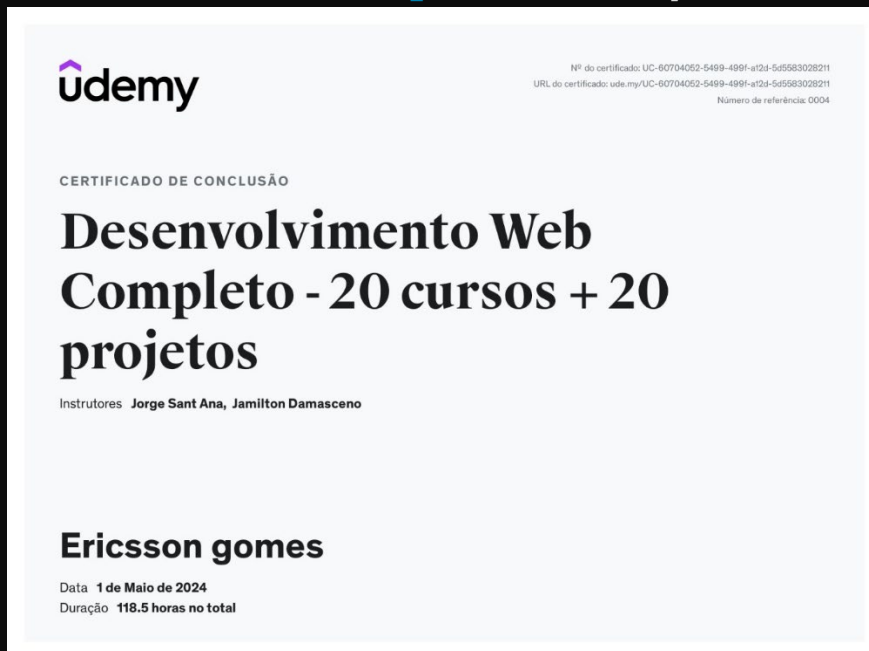 ûdemy
Nº do certificado: UC-60704052-5499-499f-a12d-5d5583028211
URL do certificado: ude.my/UC-60704052-5499-499f-a12d-5d5583028211
Número de referência: 0004
CERTIFICADO DE CONCLUSÃO
Desenvolvimento Web
Completo - 20 cursos + 20
projetos
Instrutores Jorge Sant Ana, Jamilton Damasceno
Ericsson gomes
Data 1 de Maio de 2024
Duração 118.5 horas no total